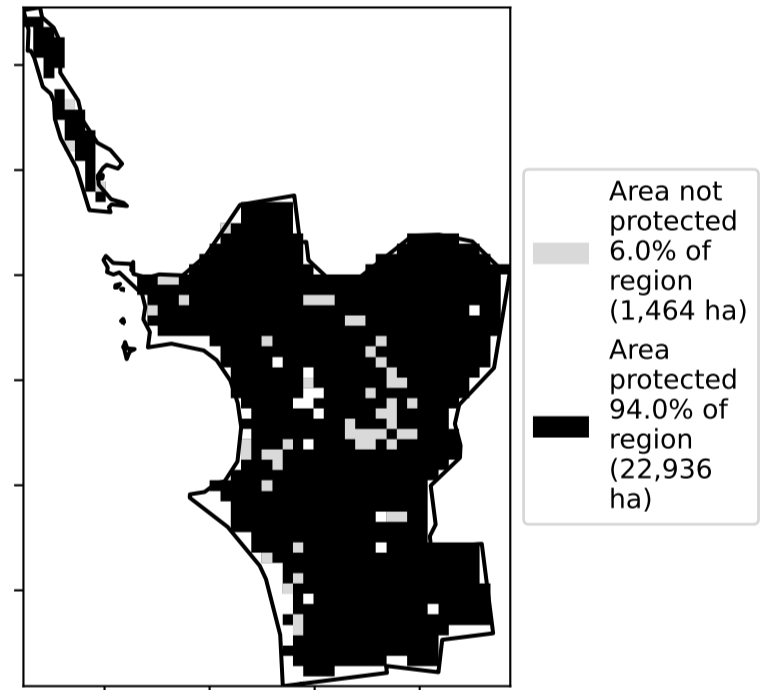 Area not
protected
6.0% of
region
(1,464 ha)
Area
protected
94.0% of
region
(22,936
ha)